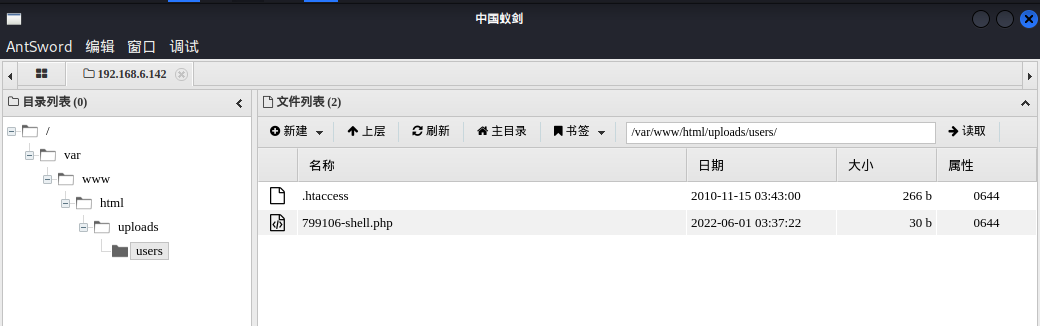 中国蚁剑
AntSword 编辑 窗口 调试
192.168.6.142
目录列表 (0)
/
var
www
html
uploads
users
文件列表 (2)
新建 上层 刷新 主目录 书签 /var/www/html/uploads/users/ 读取
名称 日期 大小 属性
.htaccess 2010-11-15 03:43:00 266 b 0644
799106-shell.php 2022-06-01 03:37:22 30 b 0644